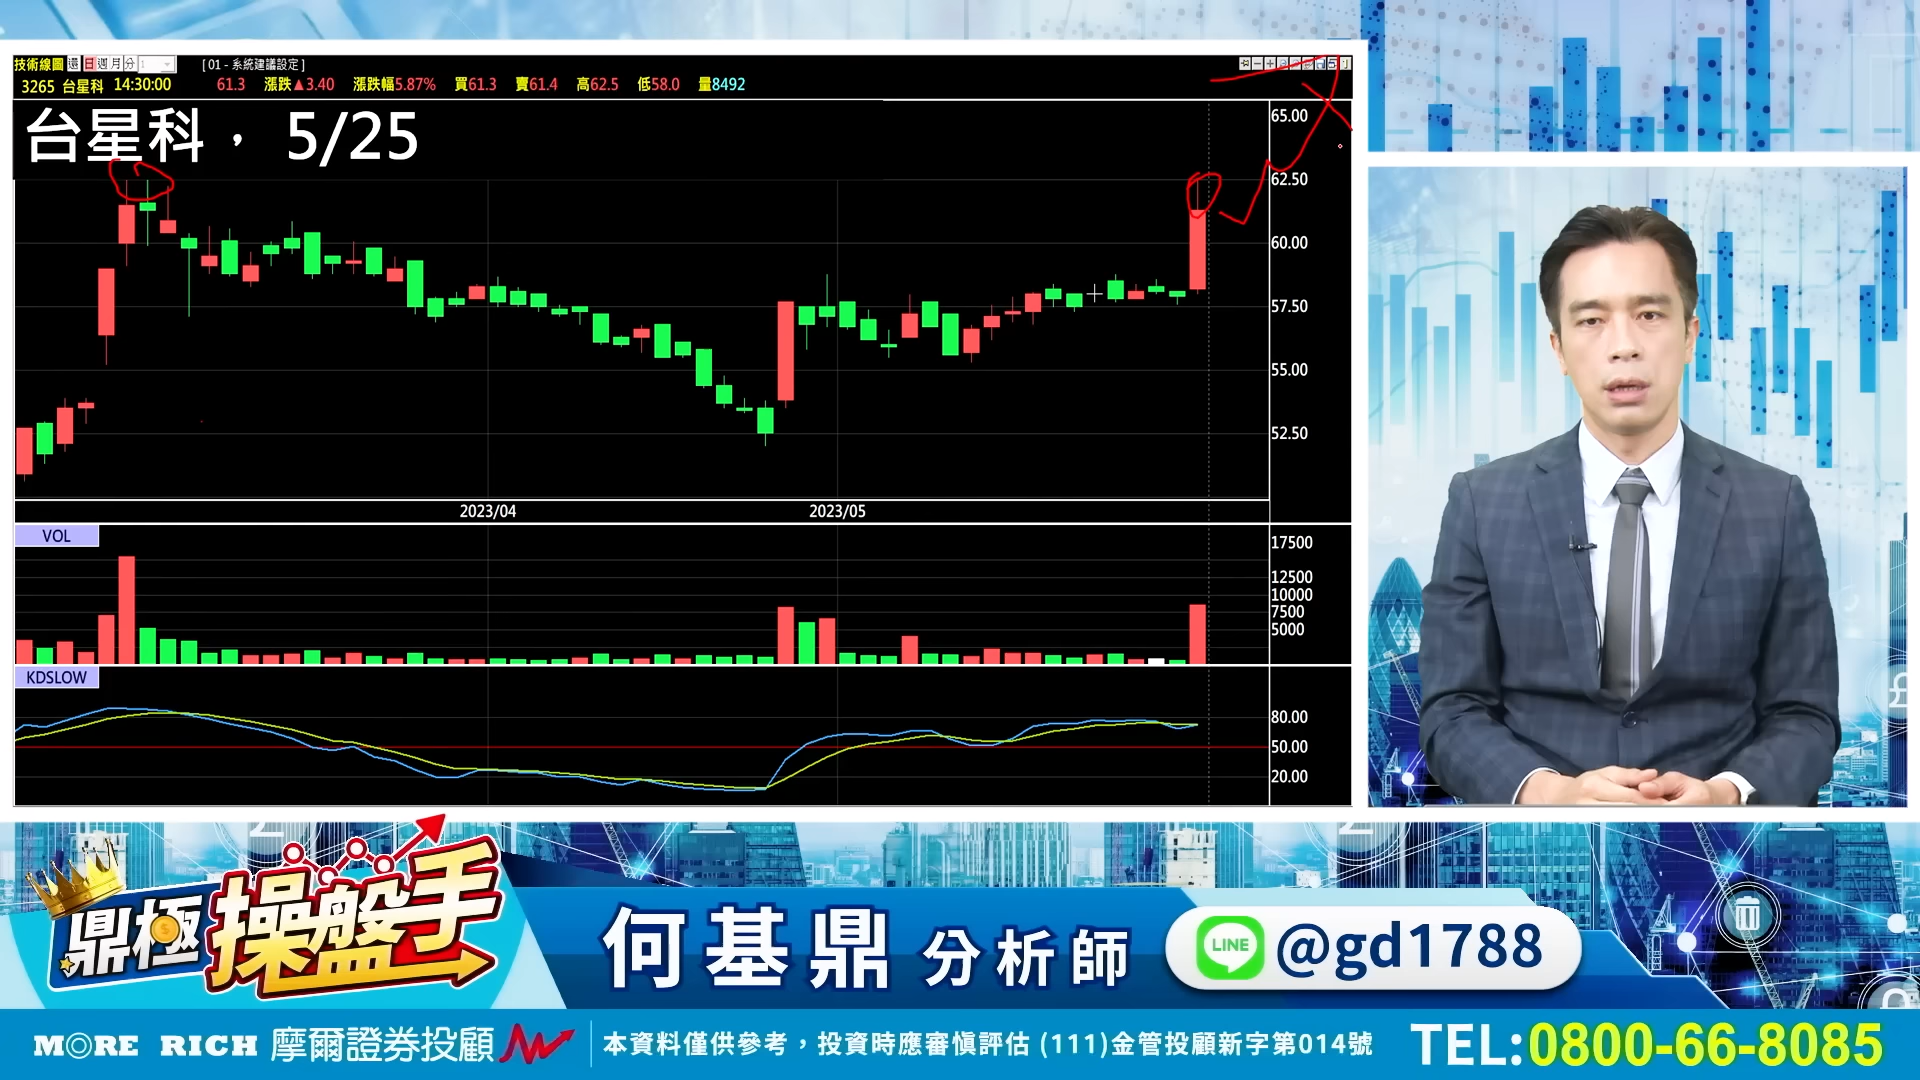 技術線圖 還 日 週 月 分 1 [ 01 - 系統建議設定 ]
3265 台星科 14:30:00 61.3 漲跌▲3.40 漲跌幅5.87% 買61.3 賣61.4 高62.5 低58.0 量8492
台星科， 5/25
65.00
62.50
60.00
57.50
55.00
52.50
2023/04 2023/05
VOL
17500
12500
10000
7500
5000
KDSLOW
80.00
50.00
20.00
鼎極操盤手
何基鼎 分析師
LINE @gd1788
MORE RICH 摩爾證券投顧
本資料僅供參考，投資時應審慎評估 (111)金管投顧新字第014號
TEL:0800-66-8085